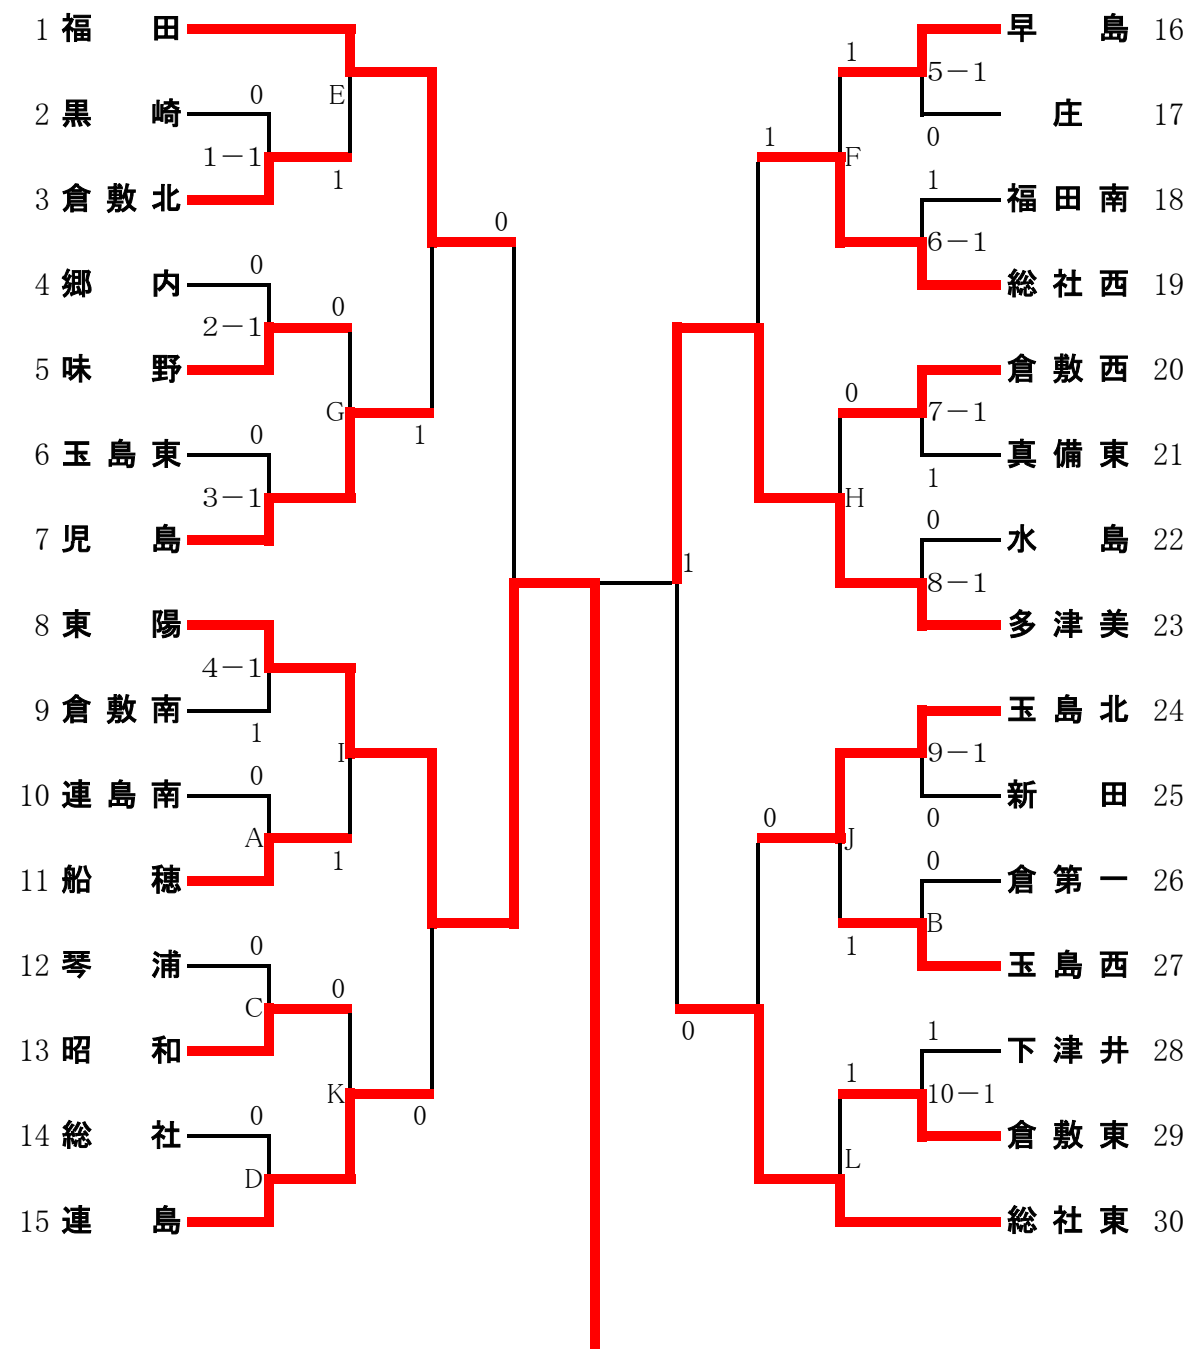 1 福田
0
E
2 黒崎
1－1
1
3 倉敷北
0
0
4 郷内
0
2－1
5 味野
G
1
0
6 玉島東
3－1
7 児島
8 東陽
4－1
9 倉敷南
1
I
0
10 連島南
A
1
11 船穂
0
12 琴浦
0
C
13 昭和
K
0
0
14 総社
D
15 連島
早島 16
1
5－1
庄 17
1
0
F
1
福田南 18
6－1
総社西 19
倉敷西 20
0
7－1
真備東 21
1
H
0
水島 22
1
8－1
多津美 23
玉島北 24
9－1
新田 25
0
0
J
0
倉第一 26
B
1
玉島西 27
0
1
下津井 28
1
10－1
倉敷東 29
L
総社東 30